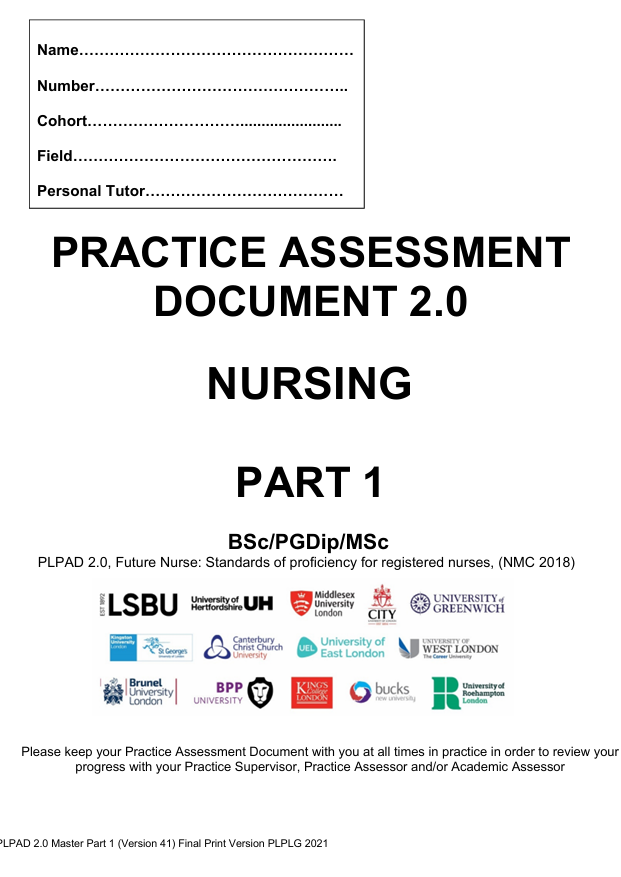 Name………………………………………………
Number…………………………………………..
Cohort…………………………........................
Field…………………………………………….
Personal Tutor…………………………………
PRACTICE ASSESSMENT
DOCUMENT 2.0
NURSING
PART 1
BSc/PGDip/MSc
PLPAD 2.0, Future Nurse: Standards of proficiency for registered nurses, (NMC 2018)
EST 1892 LSBU
University of
Hertfordshire UH
Middlesex
University
London
CITY
UNIVERSITY of
GREENWICH
Kingston
University
London
St George's
University of London
Canterbury
Christ Church
University
UEL
University of
East London
UNIVERSITY OF
WEST LONDON
The Career University
Brunel
University
London
BPP
UNIVERSITY
KING'S
College
LONDON
bucks
new university
University of
Roehampton
London
Please keep your Practice Assessment Document with you at all times in practice in order to review your
progress with your Practice Supervisor, Practice Assessor and/or Academic Assessor
PLPAD 2.0 Master Part 1 (Version 41) Final Print Version PLPLG 2021